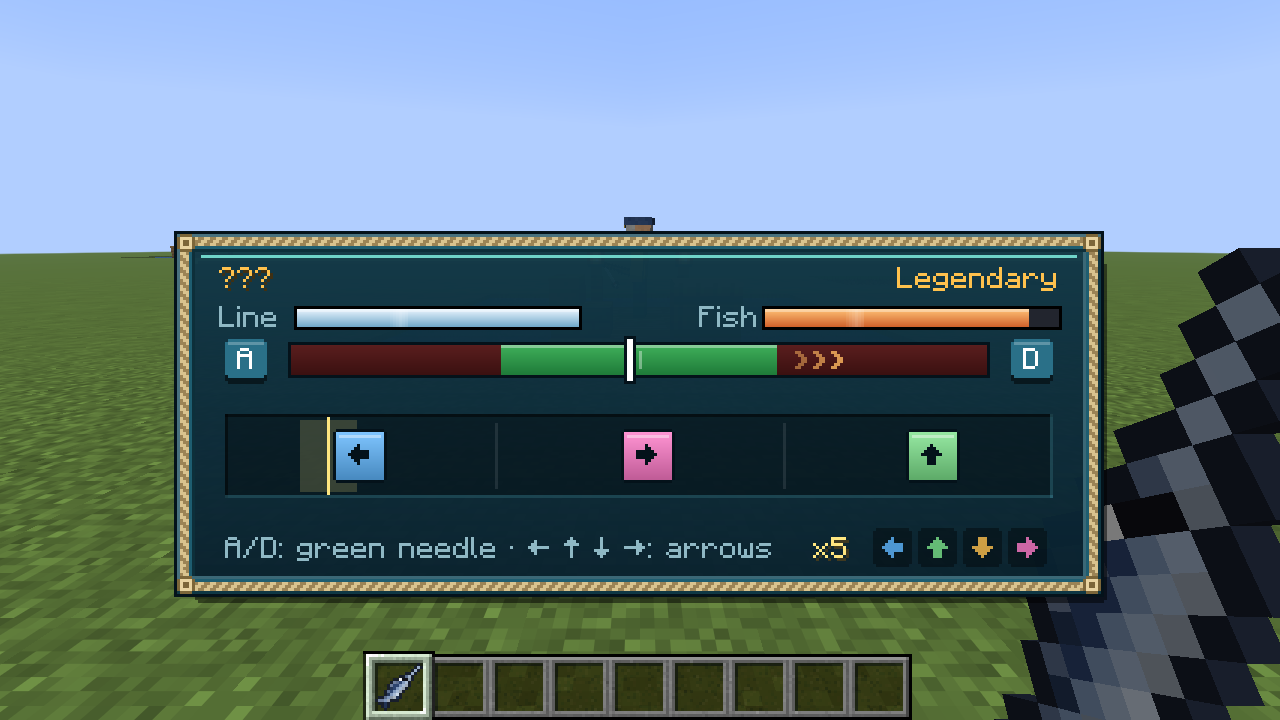 ???
Legendary
Line
Fish
A
D
A/D: green needle · ← ↑ ↓ →: arrows
x5